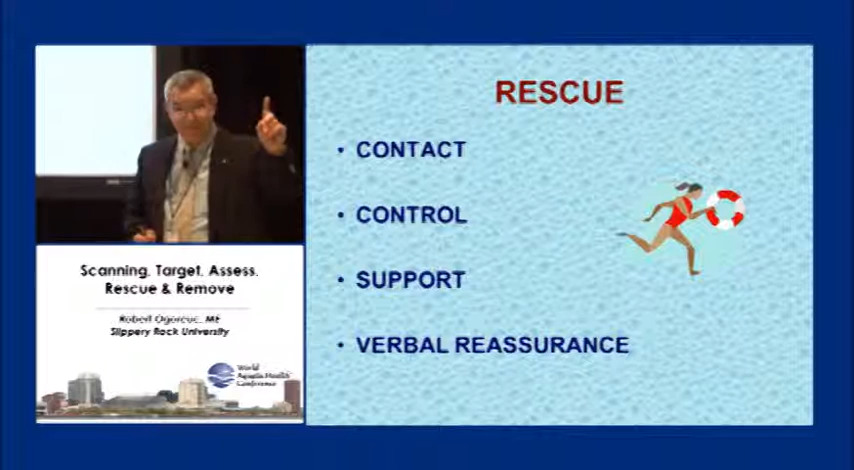 RESCUE
• CONTACT
• CONTROL
• SUPPORT
• VERBAL REASSURANCE
Scanning, Target, Assess,
Rescue & Remove
Robert Ogoreuc, ME
Slippery Rock University
World
Aquatic Health
Conference